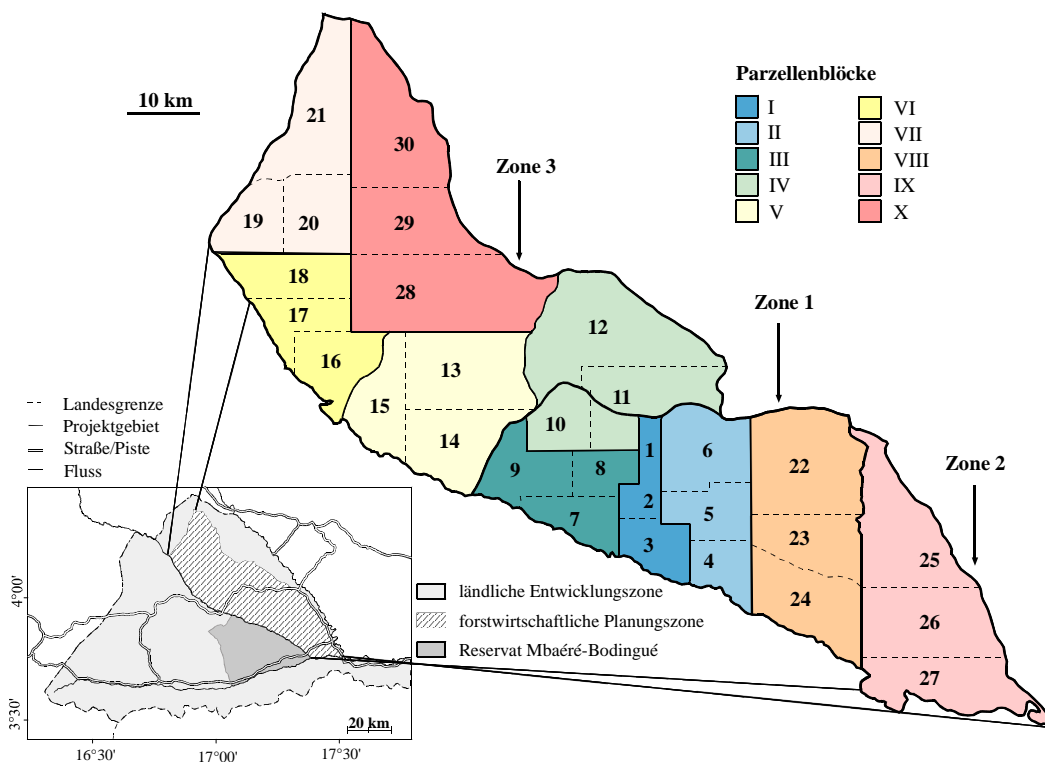 10 km
Zone 3
Zone 1
Zone 2
Parzellenblöcke
I
II
III
IV
V
VI
VII
VIII
IX
X
21
30
19
20
29
18
28
17
12
16
13
11
15
10
1
6
14
9
8
22
2
5
7
23
3
25
4
24
26
27
Landesgrenze
Projektgebiet
Straße/Piste
Fluss
ländliche Entwicklungszone
forstwirtschaftliche Planungszone
Reservat Mbaéré-Bodingué
4°00'
3°30'
20 km
16°30'
17°00'
17°30'